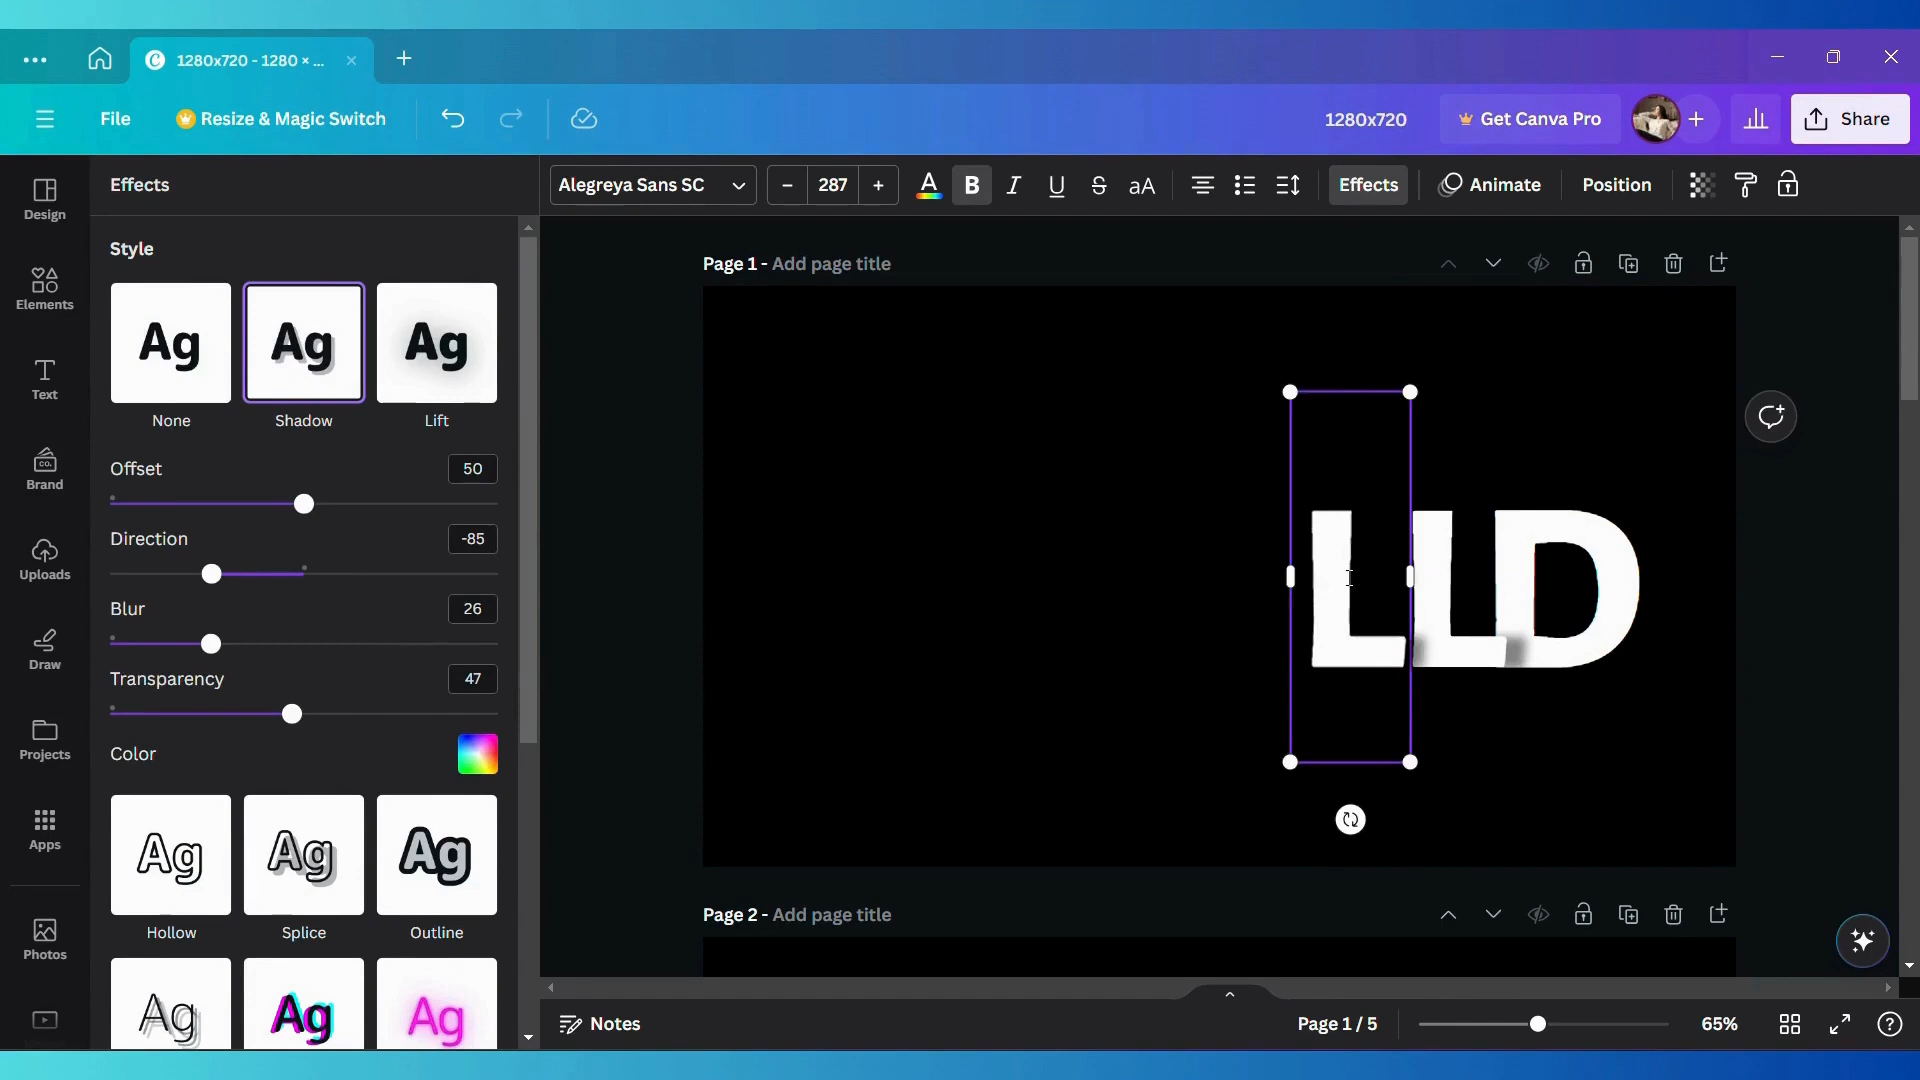 1280x720 - 1280 × ...
File
Resize & Magic Switch
1280x720
Get Canva Pro
Share
Effects
Alegreya Sans SC
287
B
I
U
S
aA
Effects
Animate
Position
Design
Elements
Text
Brand
Uploads
Draw
Projects
Apps
Photos
Style
Ag
Ag
Ag
None
Shadow
Lift
Offset
50
Direction
-85
Blur
26
Transparency
47
Color
Ag
Ag
Ag
Hollow
Splice
Outline
Ag
Ag
Ag
Page 1 - Add page title
LLD
Page 2 - Add page title
Notes
Page 1 / 5
65%